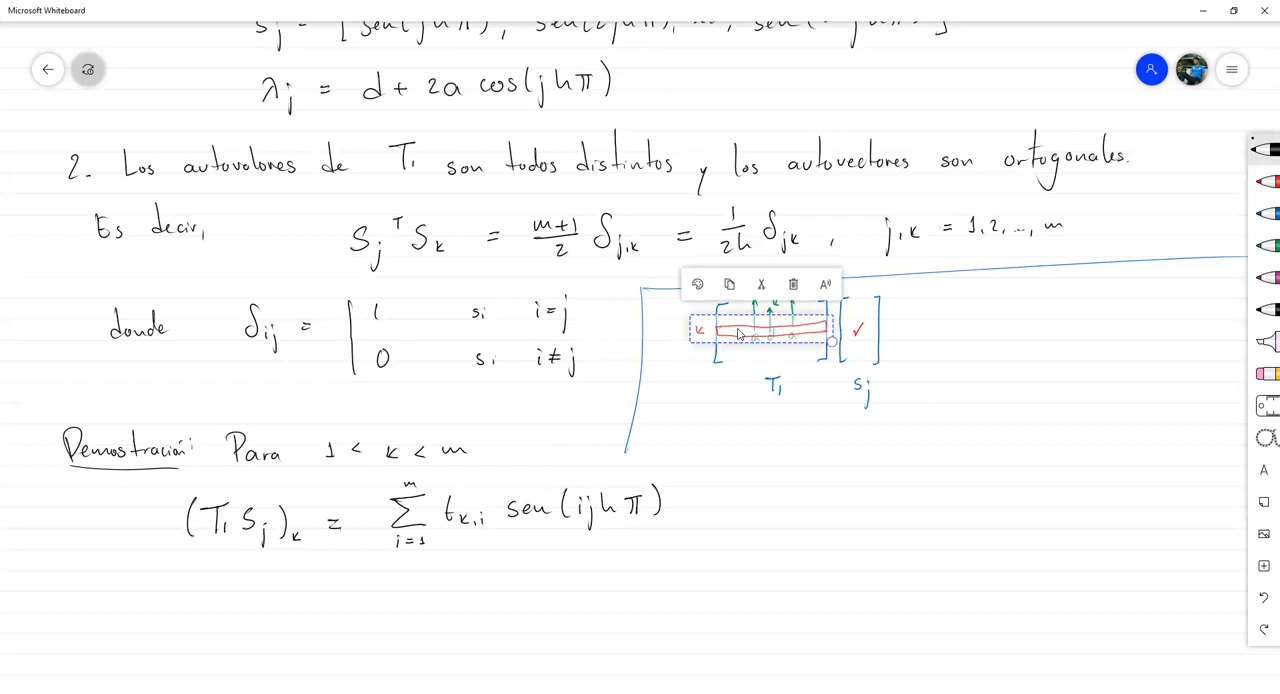 Microsoft Whiteboard
λj = d + 2a cos(jhπ)
2. Los autovalores de T1 son todos distintos y los autovectores son ortogonales.
Es decir, Sj^T Sk = (m+1)/2 δj,k = 1/2h δjk , j,k = 1,2,...,m
donde δij = | 1 si i=j
0 si i≠j
k a d a ✓
T1 Sj
Demostración: Para 1 < k < m
(T1 Sj)k = ∑_{i=1}^{m} tk,i sen(ijhπ)